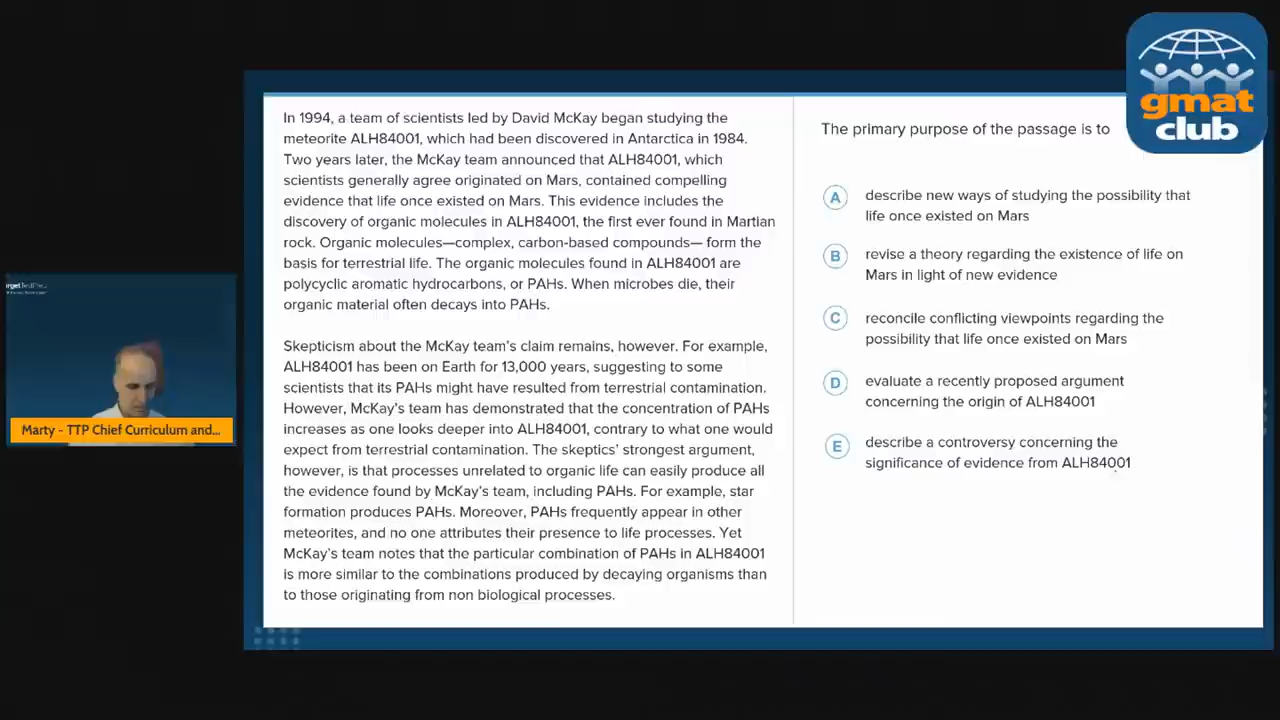 gmat
club
In 1994, a team of scientists led by David McKay began studying the
meteorite ALH84001, which had been discovered in Antarctica in 1984.
Two years later, the McKay team announced that ALH84001, which
scientists generally agree originated on Mars, contained compelling
evidence that life once existed on Mars. This evidence includes the
discovery of organic molecules in ALH84001, the first ever found in Martian
rock. Organic molecules—complex, carbon-based compounds— form the
basis for terrestrial life. The organic molecules found in ALH84001 are
polycyclic aromatic hydrocarbons, or PAHs. When microbes die, their
organic material often decays into PAHs.
Skepticism about the McKay team's claim remains, however. For example,
ALH84001 has been on Earth for 13,000 years, suggesting to some
scientists that its PAHs might have resulted from terrestrial contamination.
However, McKay's team has demonstrated that the concentration of PAHs
increases as one looks deeper into ALH84001, contrary to what one would
expect from terrestrial contamination. The skeptics' strongest argument,
however, is that processes unrelated to organic life can easily produce all
the evidence found by McKay's team, including PAHs. For example, star
formation produces PAHs. Moreover, PAHs frequently appear in other
meteorites, and no one attributes their presence to life processes. Yet
McKay's team notes that the particular combination of PAHs in ALH84001
is more similar to the combinations produced by decaying organisms than
to those originating from non biological processes.
The primary purpose of the passage is to
A describe new ways of studying the possibility that
life once existed on Mars
B revise a theory regarding the existence of life on
Mars in light of new evidence
C reconcile conflicting viewpoints regarding the
possibility that life once existed on Mars
D evaluate a recently proposed argument
concerning the origin of ALH84001
E describe a controversy concerning the
significance of evidence from ALH84001
Marty - TTP Chief Curriculum and...